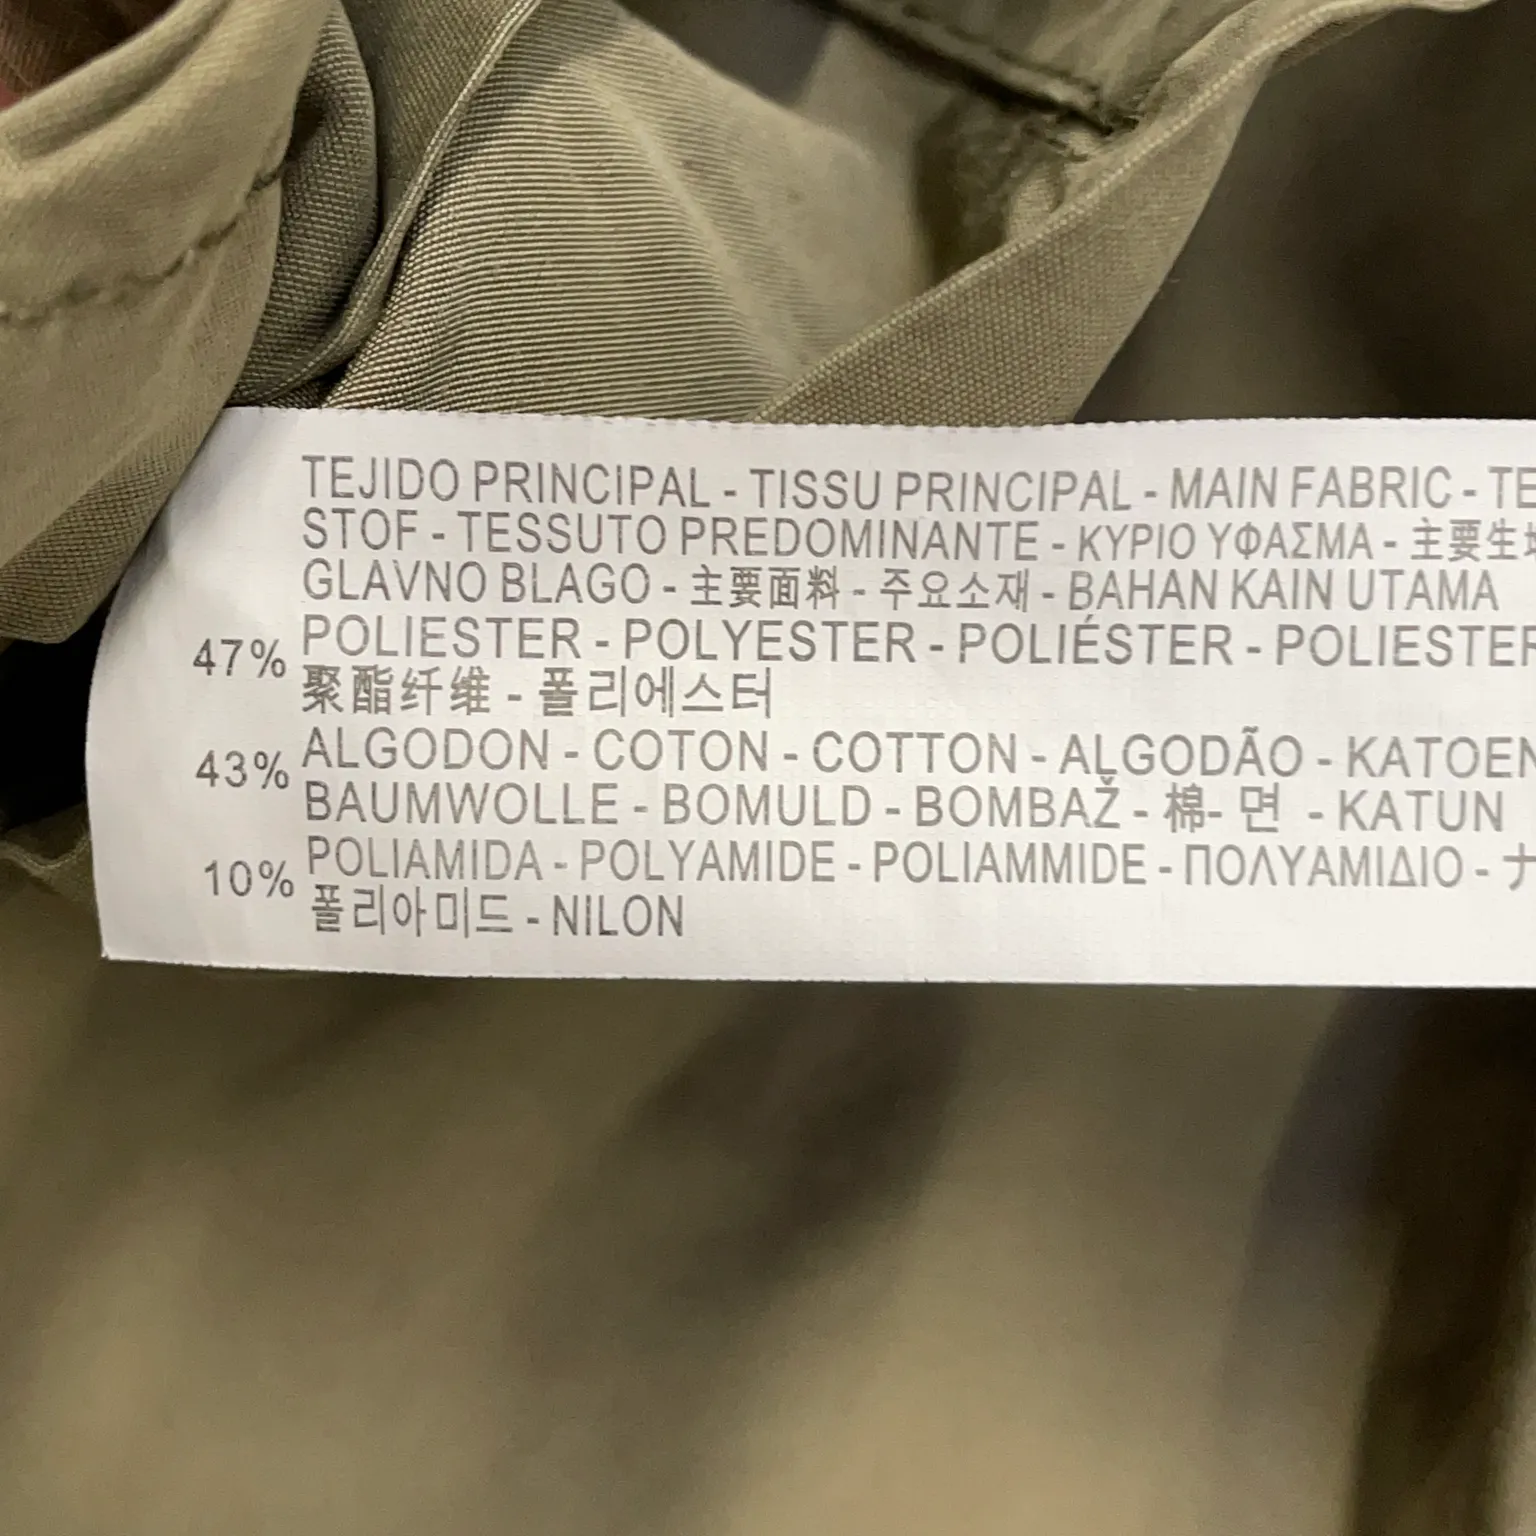 TEJIDO PRINCIPAL - TISSU PRINCIPAL - MAIN FABRIC -
STOF - TESSUTO PREDOMINANTE - ΚΥΡΙΟ ΥΦΑΣΜΑ - 主要生
GLAVNO BLAGO - 主要面料 - 주요소재 - BAHAN KAIN UTAMA
47% POLIESTER - POLYESTER - POLIÉSTER - POLIESTER
聚酯纤维 - 폴리에스터
43% ALGODON - COTON - COTTON - ALGODÃO - KATOEN
BAUMWOLLE - BOMULD - BOMBAŽ - 棉- 면 - KATUN
10% POLIAMIDA - POLYAMIDE - POLIAMMIDE - ΠΟΛΥΑΜΙΔΙΟ -
폴리아미드 - NILON